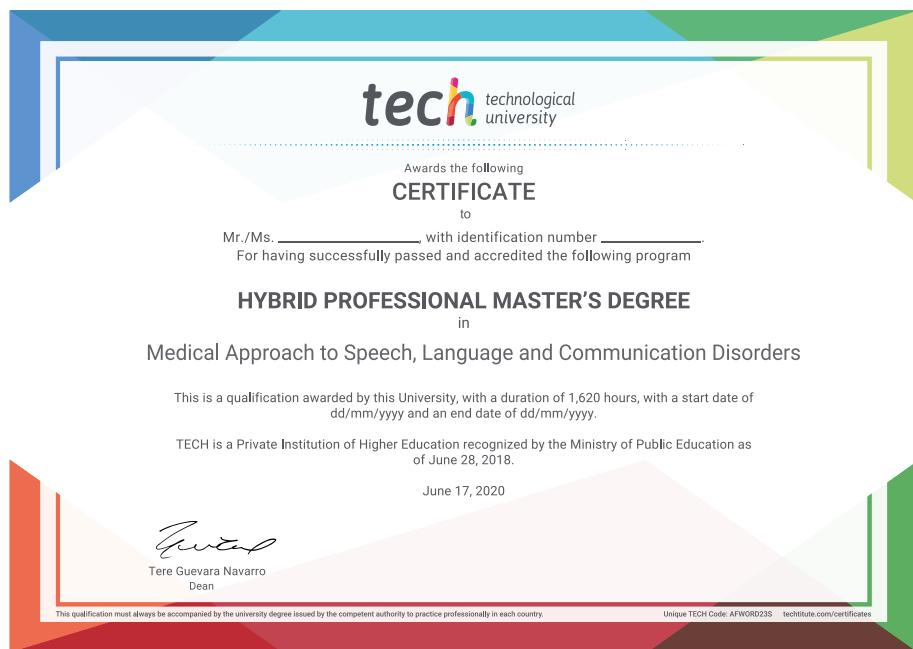 tech technological
university
Awards the following
CERTIFICATE
to
Mr./Ms. ____________________, with identification number ______________.
For having successfully passed and accredited the following program
HYBRID PROFESSIONAL MASTER'S DEGREE
in
Medical Approach to Speech, Language and Communication Disorders
This is a qualification awarded by this University, with a duration of 1,620 hours, with a start date of
dd/mm/yyyy and an end date of dd/mm/yyyy.
TECH is a Private Institution of Higher Education recognized by the Ministry of Public Education as
of June 28, 2018.
June 17, 2020
Tere Guevara Navarro
Dean
This qualification must always be accompanied by the university degree issued by the competent authority to practice professionally in each country. Unique TECH Code: AFWORD23S techtitute.com/certificates